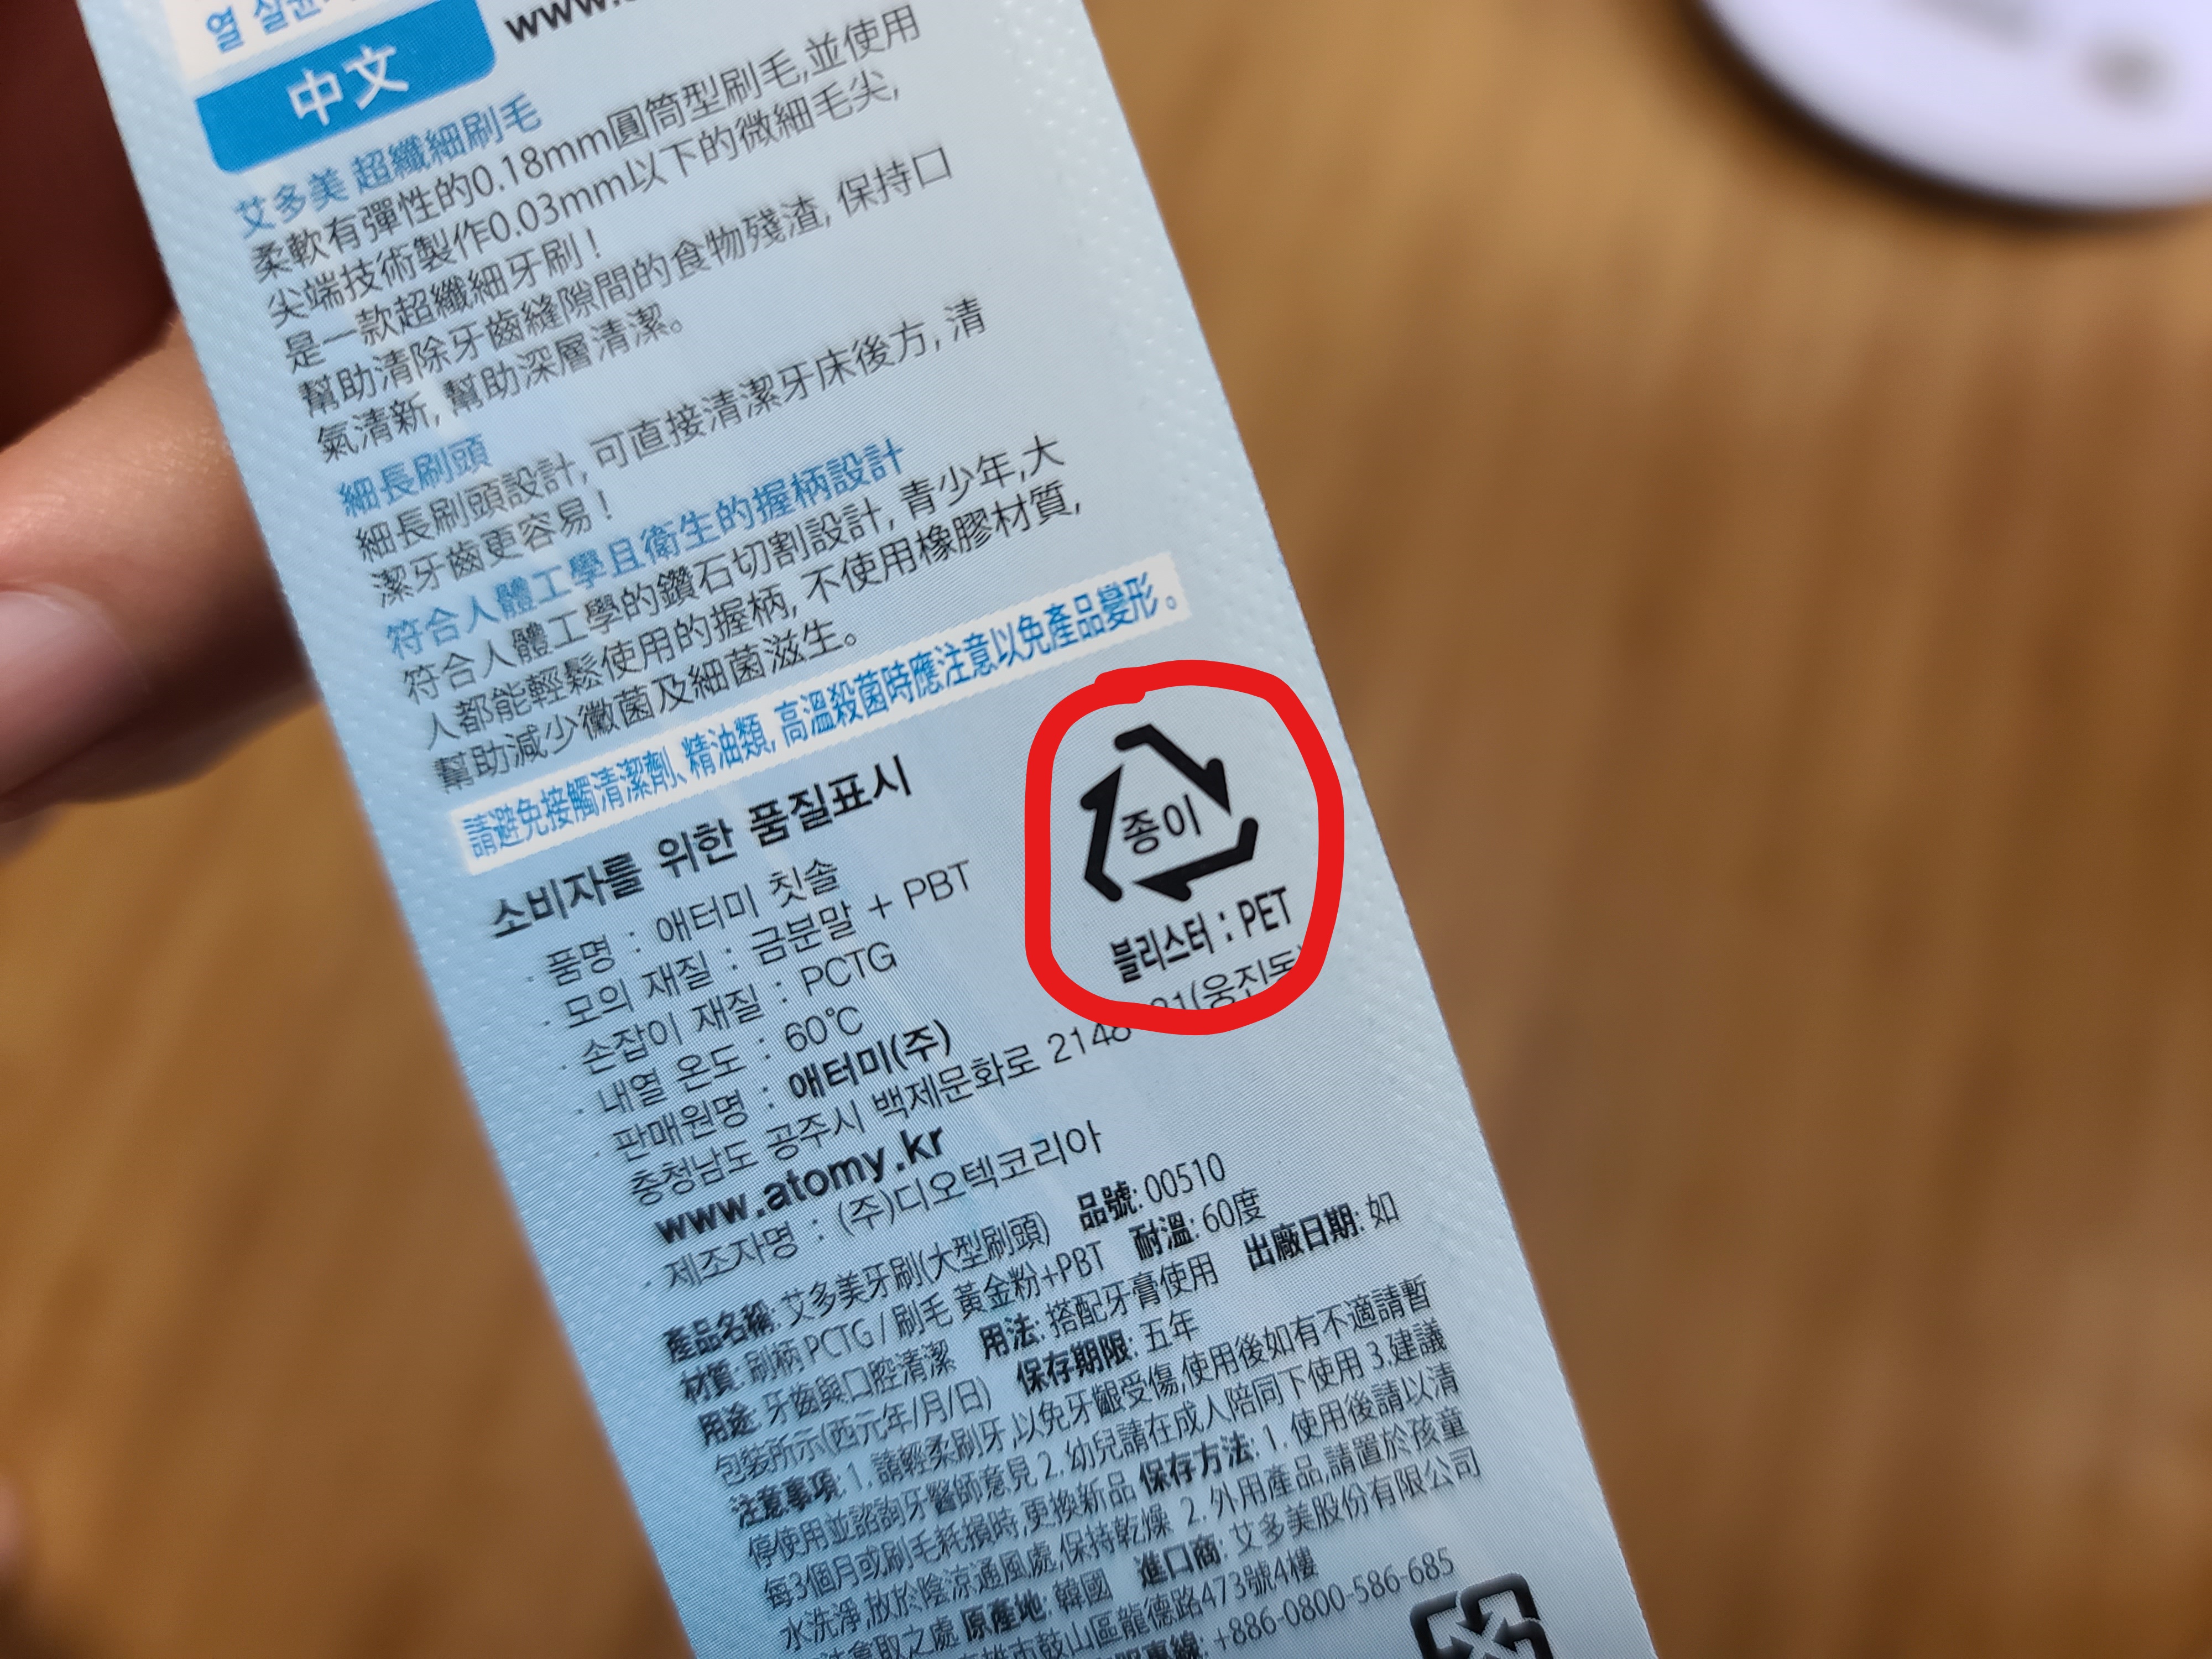 열 살균
www.
中文
艾多美 超纖細刷毛
柔軟有彈性的0.18mm圓筒型刷毛,並使用
尖端技術製作0.03mm以下的微細毛尖,
是一款超纖細牙刷!
幫助清除牙齒縫隙間的食物殘渣, 保持口
氣清新, 幫助深層清潔。
細長刷頭
細長刷頭設計, 可直接清潔牙床後方, 清
潔牙齒更容易!
符合人體工學且衛生的握柄設計
符合人體工學的鑽石切割設計, 青少年,大
人都能輕鬆使用的握柄, 不使用橡膠材質,
幫助減少黴菌及細菌滋生。
請避免接觸清潔劑、精油類, 高溫殺菌時應注意以免產品變形。
소비자를 위한 품질표시
종이
블리스터 : PET
· 품명 : 애터미 칫솔
· 모의 재질 : 금분말 + PBT
· 손잡이 재질 : PCTG
· 내열 온도 : 60℃
· 판매원명 : 애터미(주)
충청남도 공주시 백제문화로 2148 21(웅진동)
www.atomy.kr
· 제조자명 : (주)디오텍코리아
產品名稱: 艾多美牙刷(大型刷頭) 品號: 00510
材質: 刷柄 PCTG / 刷毛 黃金粉+PBT 耐溫: 60度
用途: 牙齒與口腔清潔 用法: 搭配牙膏使用 出廠日期: 如
包裝所示(西元年/月/日) 保存期限: 五年
注意事項: 1. 請輕柔刷牙,以免牙齦受傷,使用後如有不適請暫
停使用並諮詢牙醫師意見 2. 幼兒請在成人陪同下使用 3.建議
每3個月或刷毛耗損時,更換新品 保存方法: 1. 使用後請以清
水洗淨,放於陰涼通風處,保持乾燥 2. 外用產品,請置於孩童
拿取之處 原產地: 韓國 進口商: 艾多美股份有限公司
市鼓山區龍德路473號4樓
專線: +886-0800-586-685